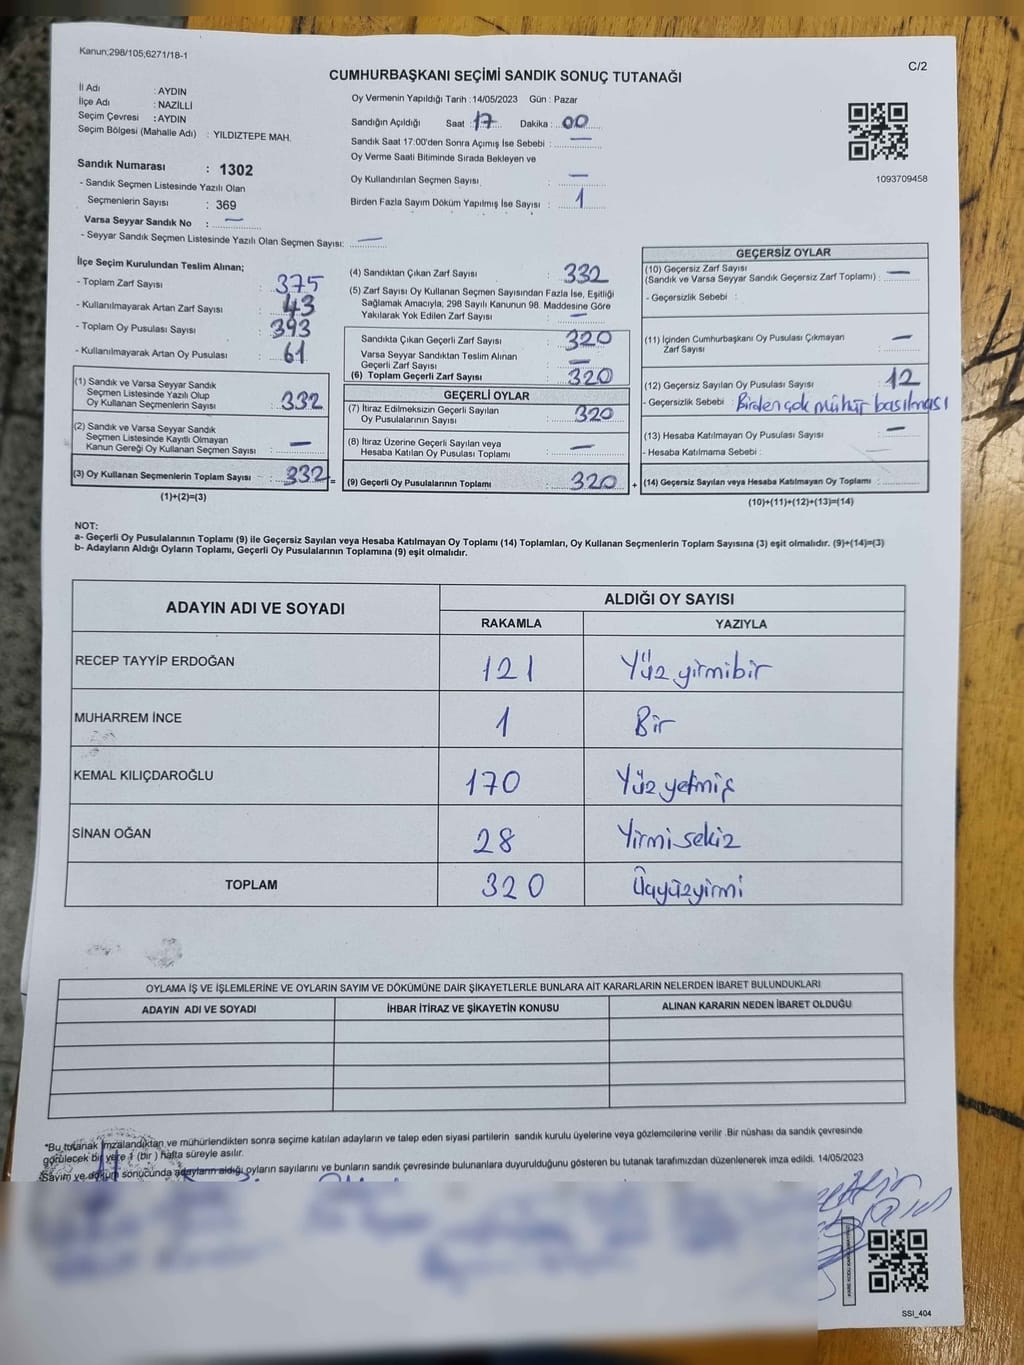 Kanun;298/105;6271/18-1
C/2
CUMHURBAŞKANI SEÇİMİ SANDIK SONUÇ TUTANAĞI
İl Adı : AYDIN
İlçe Adı : NAZİLLİ
Seçim Çevresi : AYDIN
Seçim Bölgesi (Mahalle Adı) : YILDIZTEPE MAH.
Sandık Numarası : 1302
- Sandık Seçmen Listesinde Yazılı Olan
Seçmenlerin Sayısı : 369
Varsa Seyyar Sandık No : —
- Seyyar Sandık Seçmen Listesinde Yazılı Olan Seçmen Sayısı: —
Oy Vermenin Yapıldığı Tarih : 14/05/2023 Gün : Pazar
Sandığın Açıldığı Saat : 17 Dakika : 00
Sandık Saat 17:00'den Sonra Açımış İse Sebebi : —
Oy Verme Saati Bitiminde Sırada Bekleyen ve
Oy Kullandırılan Seçmen Sayısı : —
Birden Fazla Sayım Döküm Yapılmış İse Sayısı : 1
1093709458
İlçe Seçim Kurulundan Teslim Alınan;
- Toplam Zarf Sayısı : 375
- Kullanılmayarak Artan Zarf Sayısı : 43
- Toplam Oy Pusulası Sayısı : 393
- Kullanılmayarak Artan Oy Pusulası : 61
(1) Sandık ve Varsa Seyyar Sandık
Seçmen Listesinde Yazılı Olup
Oy Kullanan Seçmenlerin Sayısı : 332
(2) Sandık ve Varsa Seyyar Sandık
Seçmen Listesinde Kayıtlı Olmayan
Kanun Gereği Oy Kullanan Seçmen Sayısı : —
(3) Oy Kullanan Seçmenlerin Toplam Sayısı : 332 =
(1)+(2)=(3)
(4) Sandıktan Çıkan Zarf Sayısı : 332
(5) Zarf Sayısı Oy Kullanan Seçmen Sayısından Fazla İse, Eşitliği
Sağlamak Amacıyla; 298 Sayılı Kanunun 98. Maddesine Göre
Yakılarak Yok Edilen Zarf Sayısı : —
Sandıkta Çıkan Geçerli Zarf Sayısı : 320
Varsa Seyyar Sandıktan Teslim Alınan
Geçerli Zarf Sayısı : —
(6) Toplam Geçerli Zarf Sayısı : 320
GEÇERLİ OYLAR
(7) İtiraz Edilmeksizin Geçerli Sayılan
Oy Pusulalarının Sayısı : 320
(8) İtiraz Üzerine Geçerli Sayılan veya
Hesaba Katılan Oy Pusulası Toplamı : —
(9) Geçerli Oy Pusulalarının Toplamı : 320 +
GEÇERSİZ OYLAR
(10) Geçersiz Zarf Sayısı
(Sandık ve Varsa Seyyar Sandık Geçersiz Zarf Toplamı) : —
- Geçersizlik Sebebi :
(11) İçinden Cumhurbaşkanı Oy Pusulası Çıkmayan
Zarf Sayısı : —
(12) Geçersiz Sayılan Oy Pusulası Sayısı : 12
- Geçersizlik Sebebi : Birden çok mühür basılması
(13) Hesaba Katılmayan Oy Pusulası Sayısı : —
- Hesaba Katılmama Sebebi :
(14) Geçersiz Sayılan veya Hesaba Katılmayan Oy Toplamı :
(10)+(11)+(12)+(13)=(14)
NOT:
a- Geçerli Oy Pusulalarının Toplamı (9) ile Geçersiz Sayılan veya Hesaba Katılmayan Oy Toplamı (14) Toplamları, Oy Kullanan Seçmenlerin Toplam Sayısına (3) eşit olmalıdır. (9)+(14)=(3)
b- Adayların Aldığı Oyların Toplamı, Geçerli Oy Pusulalarının Toplamına (9) eşit olmalıdır.
ADAYIN ADI VE SOYADI
ALDIĞI OY SAYISI
RAKAMLA YAZIYLA
RECEP TAYYİP ERDOĞAN 121 Yüz yirmibir
MUHARREM İNCE 1 Bir
KEMAL KILIÇDAROĞLU 170 Yüz yetmiş
SİNAN OĞAN 28 Yirmi sekiz
TOPLAM 320 Üçyüzyirmi
OYLAMA İŞ VE İŞLEMLERİNE VE OYLARIN SAYIM VE DÖKÜMÜNE DAİR ŞİKAYETLERLE BUNLARA AİT KARARLARIN NELERDEN İBARET BULUNDUKLARI
ADAYIN ADI VE SOYADI İHBAR İTİRAZ VE ŞİKAYETİN KONUSU ALINAN KARARIN NEDEN İBARET OLDUĞU
*Bu tutanak imzalandıktan ve mühürlendikten sonra seçime katılan adayların ve talep eden siyasi partilerin sandık kurulu üyelerine veya gözlemcilerine verilir .Bir nüshası da sandık çevresinde
görülecek bir yere 1 (bir ) hafta süreyle asılır.
Sayım ve döküm sonucunda adayların aldığı oyların sayılarını ve bunların sandık çevresinde bulunanlara duyurulduğunu gösteren bu tutanak tarafımızdan düzenlenerek imza edildi. 14/05/2023
SSI_404